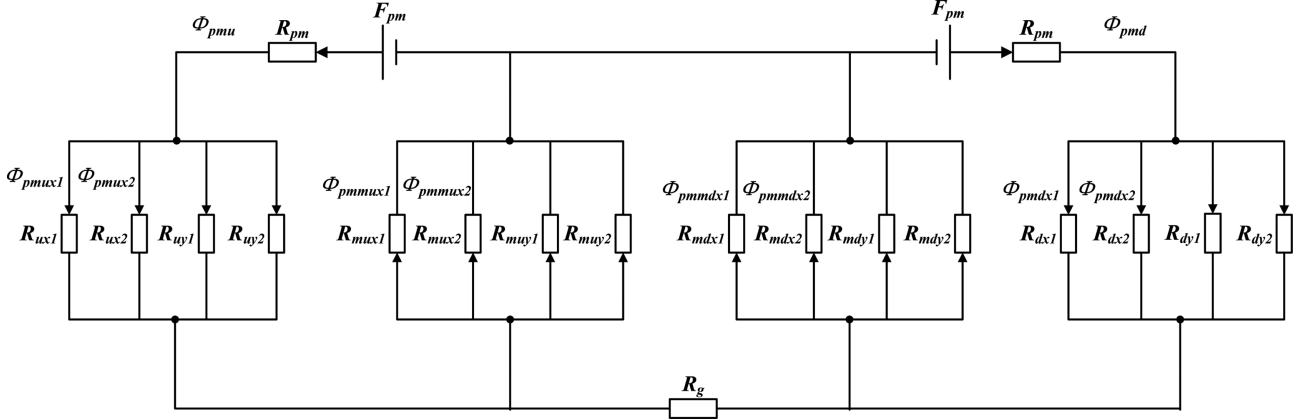 Φpmu Rpm Fpm Fpm Rpm Φpmd
Φpmux1 Φpmux2 Φpmmux1 Φpmmux2 Φpmmdx1 Φpmmdx2 Φpmdx1 Φpmdx2
Rux1 Rux2 Ruy1 Ruy2 Rmux1 Rmux2 Rmuy1 Rmuy2 Rmdx1 Rmdx2 Rmdy1 Rmdy2 Rdx1 Rdx2 Rdy1 Rdy2
Rg